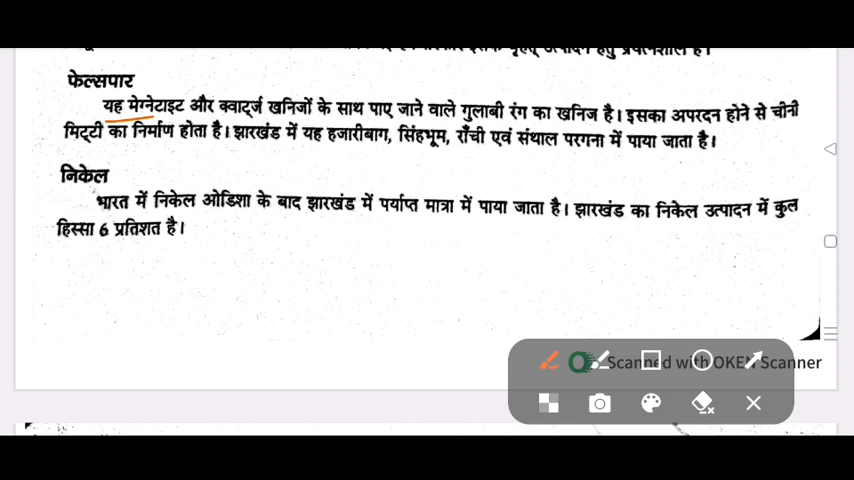 फेल्सपार
यह मेग्नेटाइट और क्वार्ट्ज खनिजों के साथ पाए जाने वाले गुलाबी रंग का खनिज है। इसका अपरदन होने से चीनी
मिट्टी का निर्माण होता है। झारखंड में यह हजारीबाग, सिंहभूम, राँची एवं संथाल परगना में पाया जाता है।
निकेल
भारत में निकेल ओडिशा के बाद झारखंड में पर्याप्त मात्रा में पाया जाता है। झारखंड का निकेल उत्पादन में कुल
हिस्सा 6 प्रतिशत है।
Scanned with OKEN Scanner